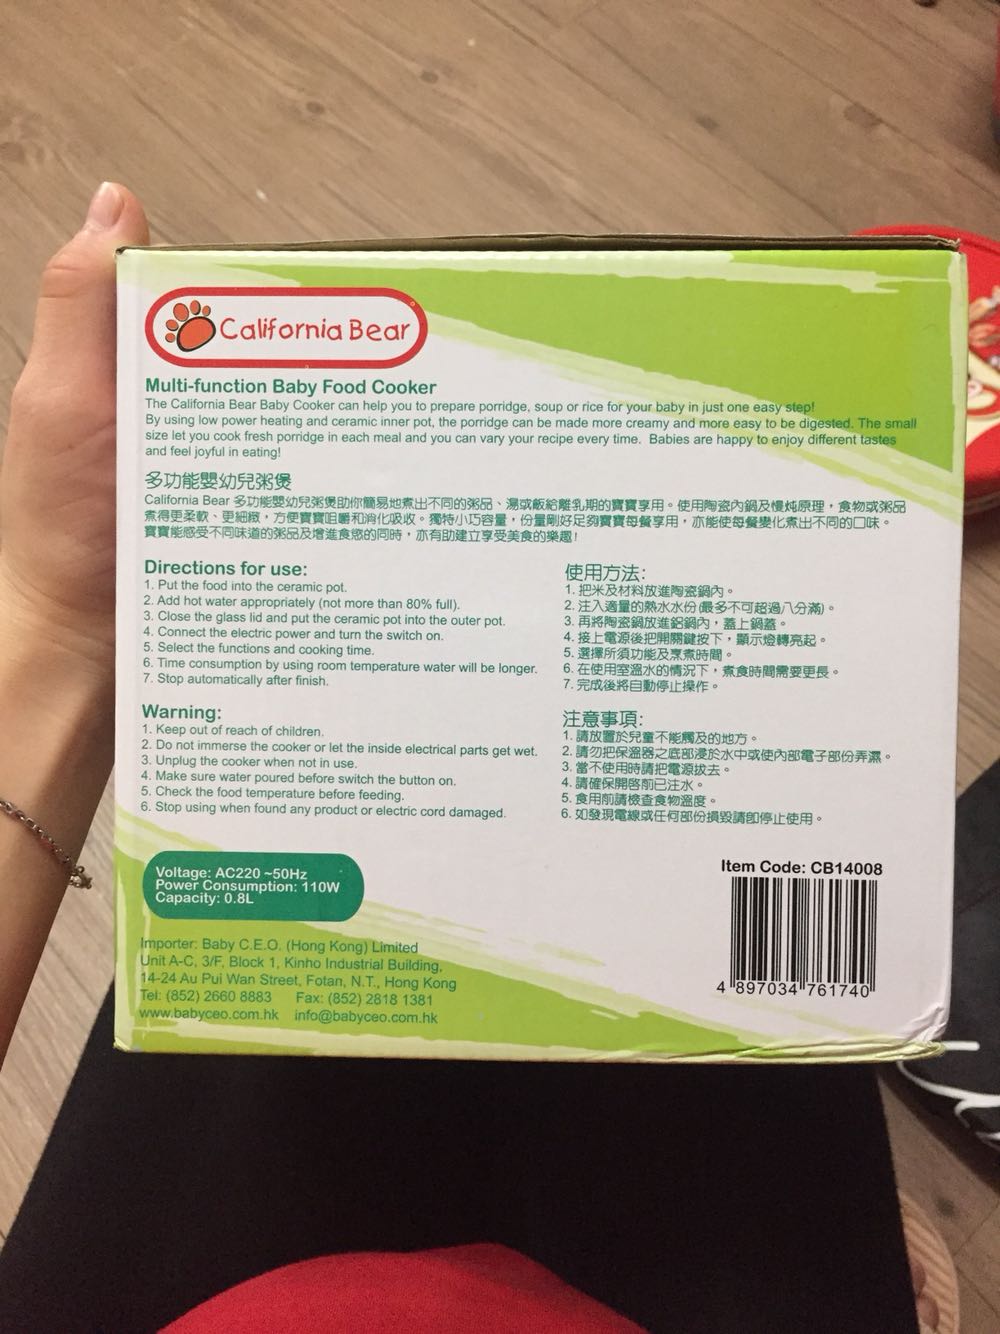 California Bear
Multi-function Baby Food Cooker
The California Bear Baby Cooker can help you to prepare porridge, soup or rice for your baby in just one easy step!
By using low power heating and ceramic inner pot, the porridge can be made more creamy and more easy to be digested. The small
size let you cook fresh porridge in each meal and you can vary your recipe every time. Babies are happy to enjoy different tastes
and feel joyful in eating!
多功能嬰幼兒粥煲
California Bear 多功能嬰幼兒粥煲助你簡易地煮出不同的粥品、湯或飯給離乳期的寶寶享用。使用陶瓷內鍋及慢炖原理，食物或粥品
煮得更柔軟、更細緻，方便寶寶咀嚼和消化吸收。獨特小巧容量，份量剛好足夠寶寶每餐享用，亦能使每餐變化煮出不同的口味。
寶寶能感受不同味道的粥品及增進食慾的同時，亦有助建立享受美食的樂趣!
Directions for use:
1. Put the food into the ceramic pot.
2. Add hot water appropriately (not more than 80% full).
3. Close the glass lid and put the ceramic pot into the outer pot.
4. Connect the electric power and turn the switch on.
5. Select the functions and cooking time.
6. Time consumption by using room temperature water will be longer.
7. Stop automatically after finish.
使用方法:
1. 把米及材料放進陶瓷鍋內。
2. 注入適量的熱水水份(最多不可超過八分滿)。
3. 再將陶瓷鍋放進鋁鍋內，蓋上鍋蓋。
4. 接上電源後把開關鍵按下，顯示燈轉亮起。
5. 選擇所須功能及烹煮時間。
6. 在使用室溫水的情況下，煮食時間需要更長。
7. 完成後將自動停止操作。
Warning:
1. Keep out of reach of children.
2. Do not immerse the cooker or let the inside electrical parts get wet.
3. Unplug the cooker when not in use.
4. Make sure water poured before switch the button on.
5. Check the food temperature before feeding.
6. Stop using when found any product or electric cord damaged.
注意事項:
1. 請放置於兒童不能觸及的地方。
2. 請勿把保溫器之底部浸於水中或使內部電子部份弄濕。
3. 當不使用時請把電源拔去。
4. 請確保開啓前已注水。
5. 食用前請檢查食物溫度。
6. 如發現電線或任何部份損毀請即停止使用。
Voltage: AC220 ~50Hz
Power Consumption: 110W
Capacity: 0.8L
Item Code: CB14008
4 897034 761740
Importer: Baby C.E.O. (Hong Kong) Limited
Unit A-C, 3/F, Block 1, Kinho Industrial Building,
14-24 Au Pui Wan Street, Fotan, N.T., Hong Kong
Tel: (852) 2660 8883 Fax: (852) 2818 1381
www.babyceo.com.hk info@babyceo.com.hk